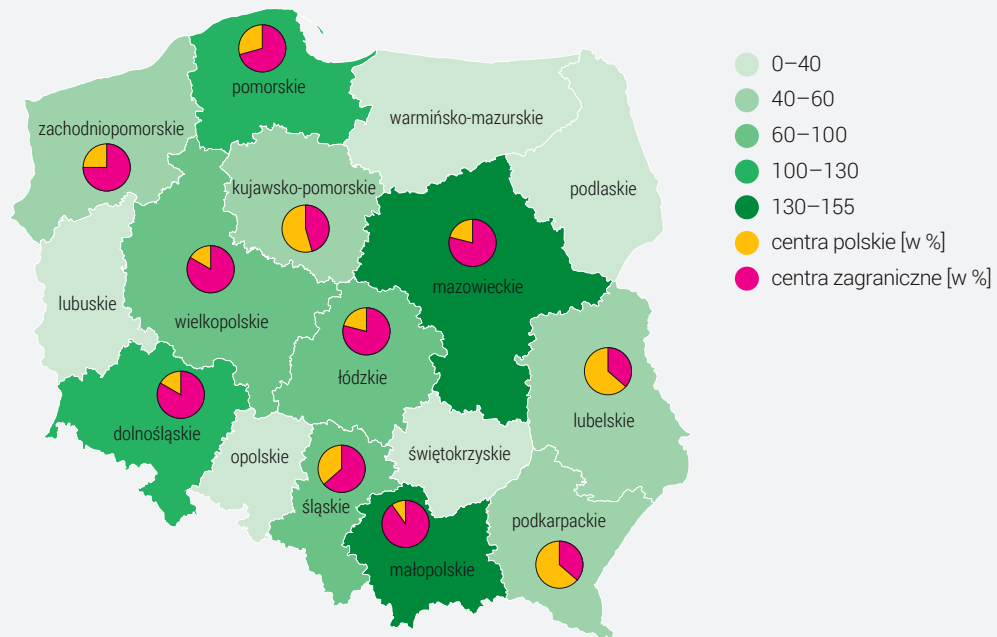 pomorskie
warmińsko-mazurskie
zachodniopomorskie
kujawsko-pomorskie
podlaskie
mazowieckie
lubuskie
wielkopolskie
łódzkie
lubelskie
dolnośląskie
opolskie
świętokrzyskie
śląskie
podkarpackie
małopolskie
0–40
40–60
60–100
100–130
130–155
centra polskie [w %]
centra zagraniczne [w %]